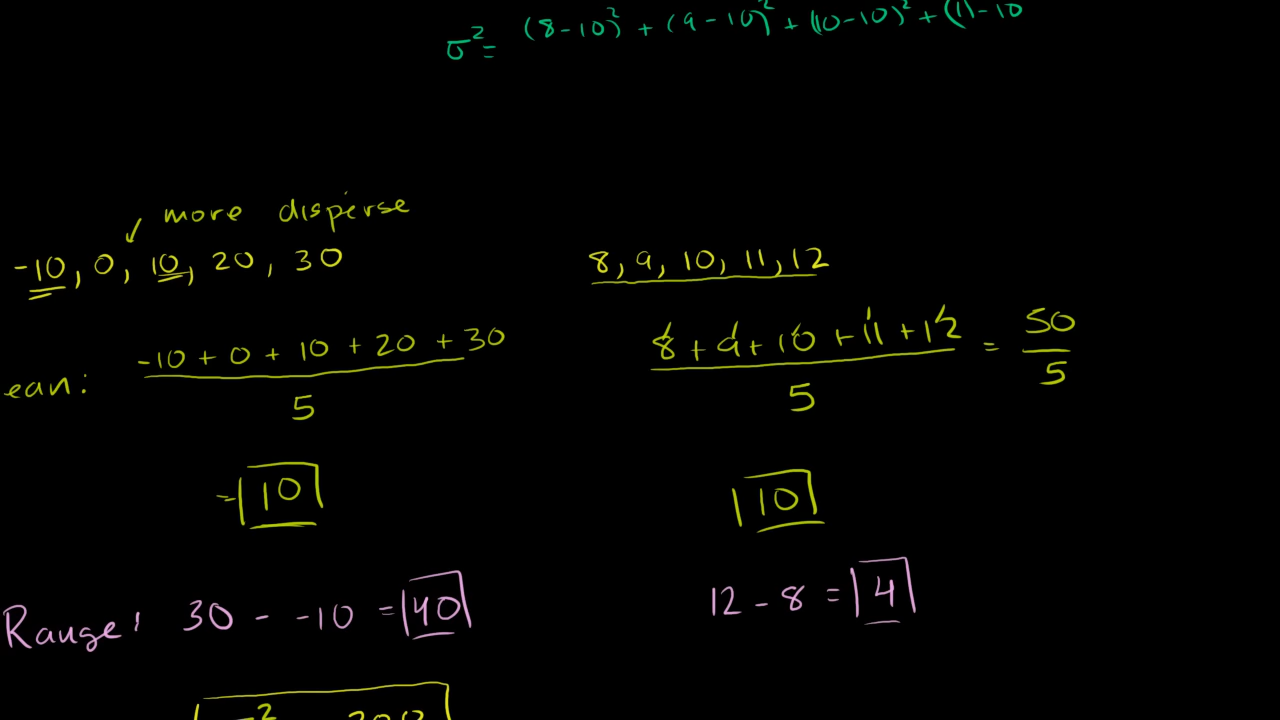 σ² = (8-10)² + (9-10)² + (10-10)² + (11-10
more disperse
-10, 0, 10, 20, 30
8, 9, 10, 11, 12
ean: -10 + 0 + 10 + 20 + 30
5
8 + 9 + 10 + 11 + 12 = 50
5 5
= 10
10
Range: 30 - -10 = 40
12 - 8 = 4